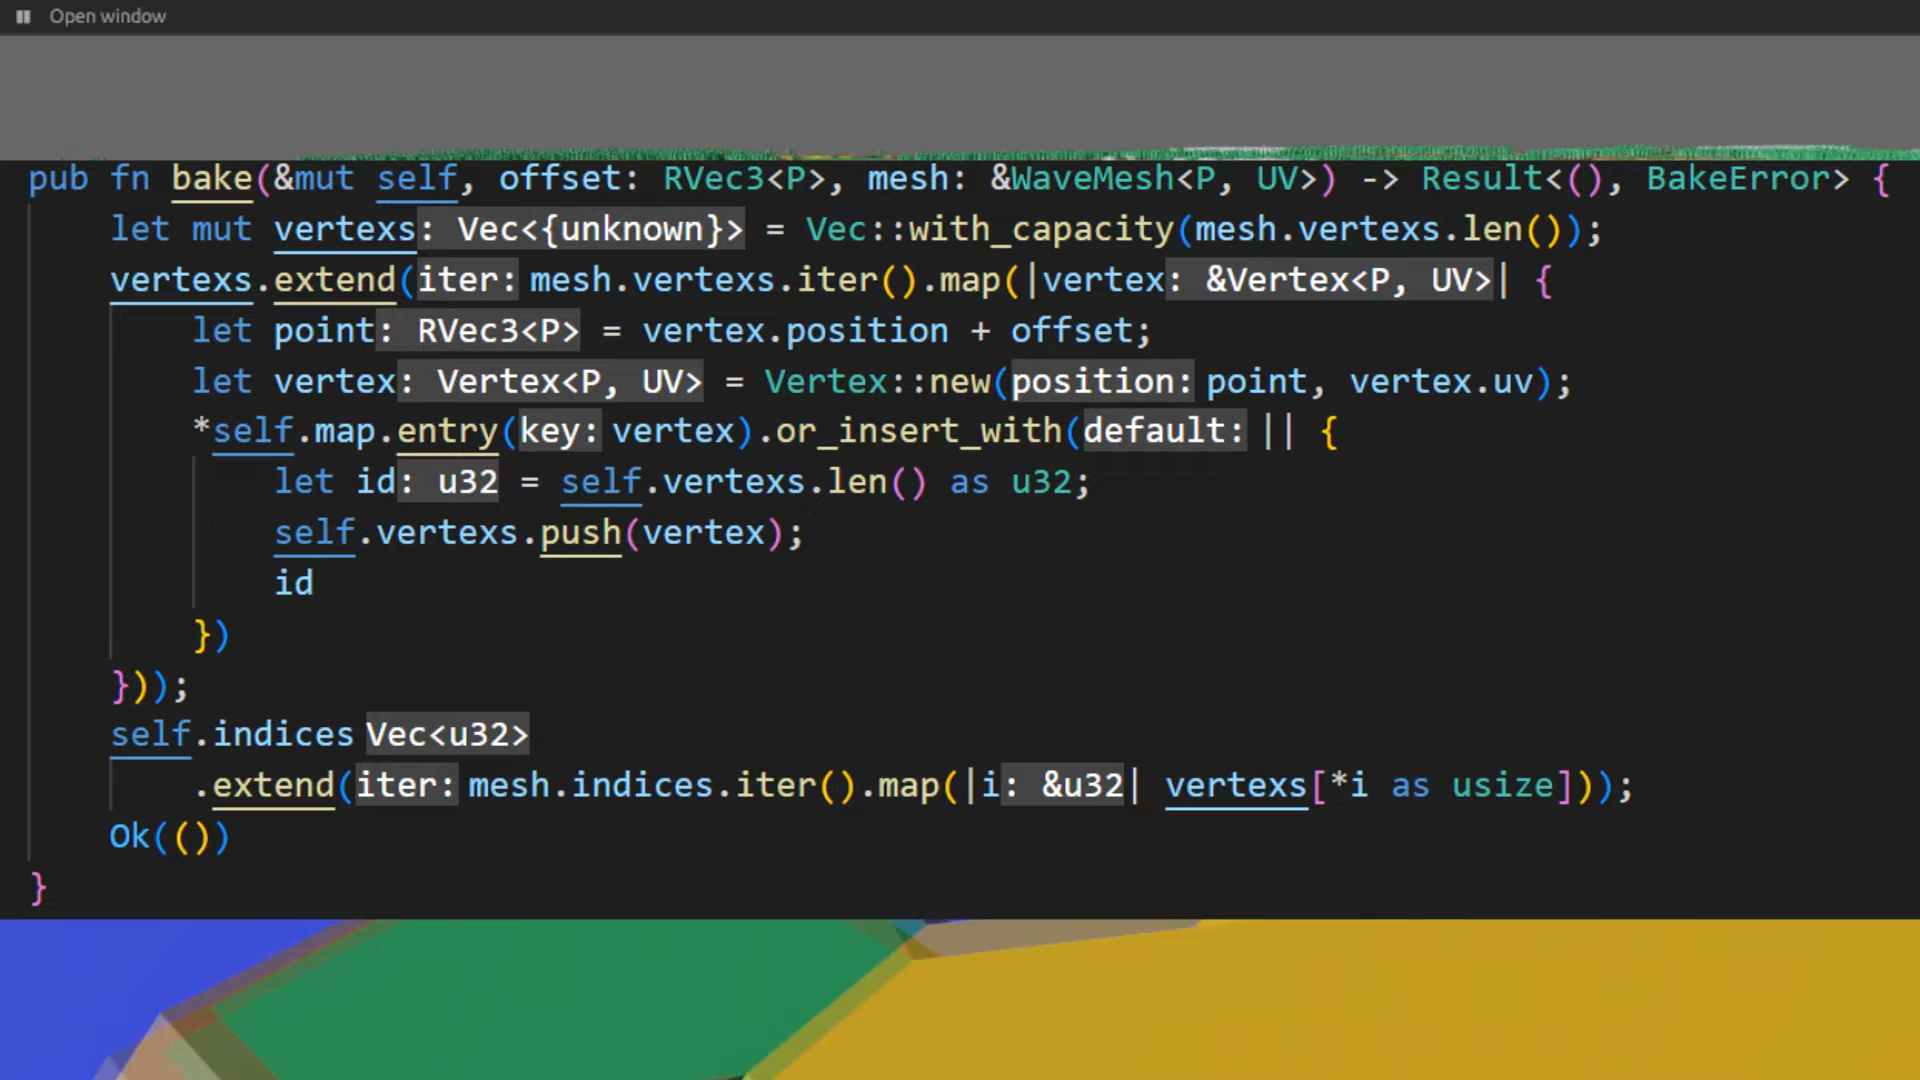 Open window
pub fn bake(&mut self, offset: RVec3<P>, mesh: &WaveMesh<P, UV>) -> Result<(), BakeError> {
let mut vertexs: Vec<{unknown}> = Vec::with_capacity(mesh.vertexs.len());
vertexs.extend(iter: mesh.vertexs.iter().map(|vertex: &Vertex<P, UV>| {
let point: RVec3<P> = vertex.position + offset;
let vertex: Vertex<P, UV> = Vertex::new(position: point, vertex.uv);
*self.map.entry(key: vertex).or_insert_with(default: || {
let id: u32 = self.vertexs.len() as u32;
self.vertexs.push(vertex);
id
})
}));
self.indices Vec<u32>
.extend(iter: mesh.indices.iter().map(|i: &u32| vertexs[*i as usize]));
Ok(())
}